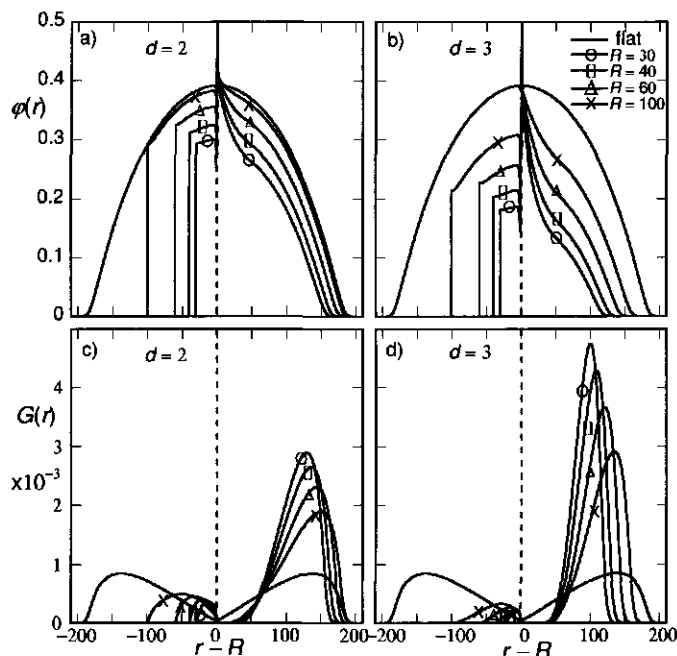 0.5
a)
d = 2
b)
d = 3
flat
R = 30
R = 40
R = 60
R = 100
0.4
φ(r)
0.3
0.2
0.1
0
c)
d = 2
d)
d = 3
4
G(r)
3
x10⁻³
2
1
0
−200
−100
0
100
−200
−100
0
100
200
r − R
r − R